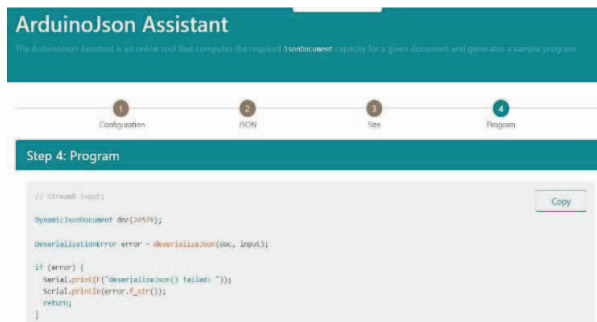 ArduinoJson Assistant
The ArduinoJson Assistant is an online tool that computes the required JsonDocument capacity for a given document and generates a sample program.
1
2
3
4
Configuration
JSON
Size
Program
Step 4: Program
Copy
// Stream& input;
DynamicJsonDocument doc(24576);
DeserializationError error = deserializeJson(doc, input);
if (error) {
Serial.print(F("deserializeJson() failed: "));
Serial.println(error.f_str());
return;
}